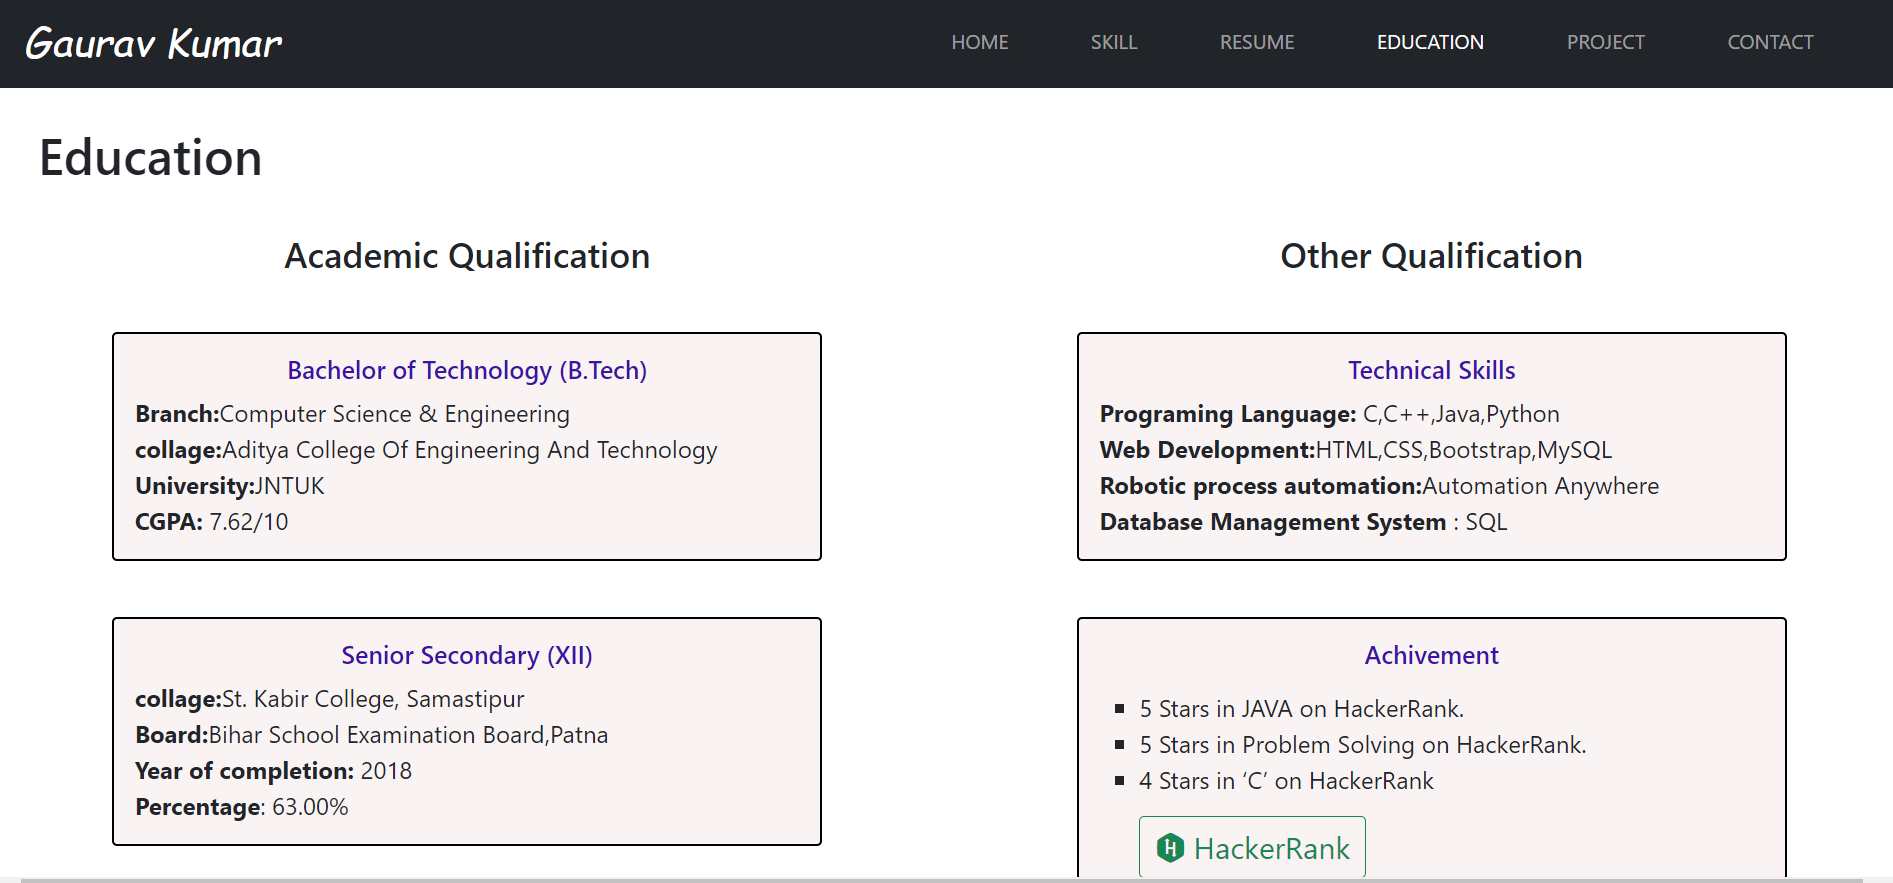 Gaurav Kumar
HOME
SKILL
RESUME
EDUCATION
PROJECT
CONTACT
Education
Academic Qualification
Bachelor of Technology (B.Tech)
Branch:Computer Science & Engineering
collage:Aditya College Of Engineering And Technology
University:JNTUK
CGPA: 7.62/10
Senior Secondary (XII)
collage:St. Kabir College, Samastipur
Board:Bihar School Examination Board,Patna
Year of completion: 2018
Percentage: 63.00%
Other Qualification
Technical Skills
Programing Language: C,C++,Java,Python
Web Development:HTML,CSS,Bootstrap,MySQL
Robotic process automation:Automation Anywhere
Database Management System : SQL
Achivement
5 Stars in JAVA on HackerRank.
5 Stars in Problem Solving on HackerRank.
4 Stars in ‘C’ on HackerRank
HackerRank